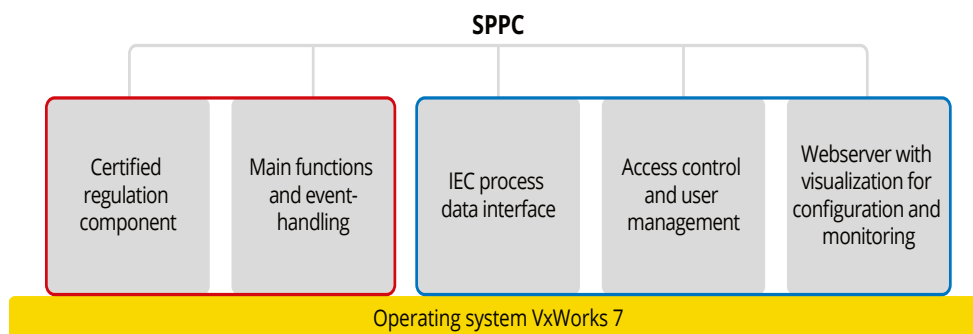 SPPC
Certified
regulation
component
Main functions
and event-
handling
IEC process
data interface
Access control
and user
management
Webserver with
visualization for
configuration and
monitoring
Operating system VxWorks 7